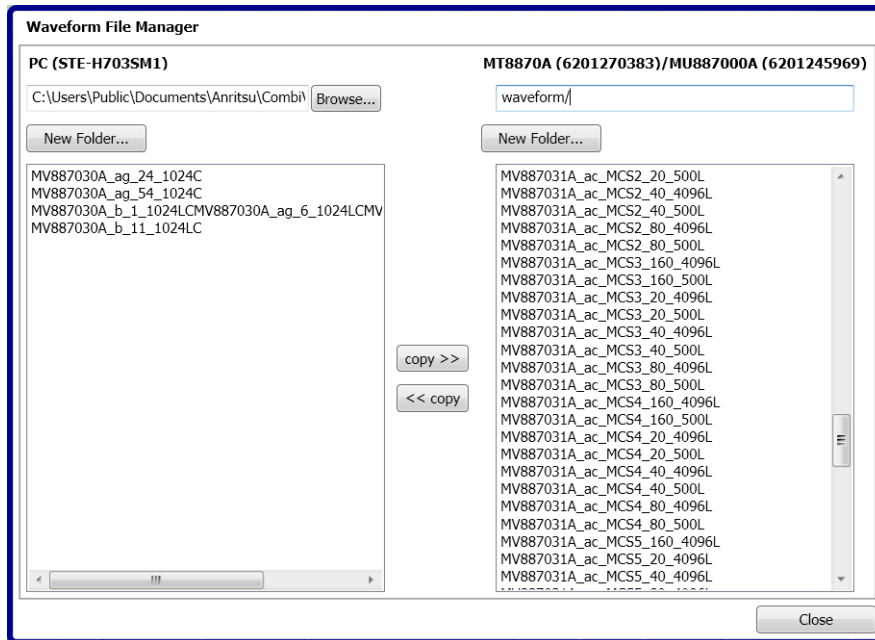 Waveform File Manager
PC (STE-H703SM1)
C:\Users\Public\Documents\Anritsu\Combi\
Browse...
New Folder...
MV887030A_ag_24_1024C
MV887030A_ag_54_1024C
MV887030A_b_1_1024LCMV887030A_ag_6_1024LCMV
MV887030A_b_11_1024LC
copy >>
<< copy
MT8870A (6201270383)/MU887000A (6201245969)
waveform/
New Folder...
MV887031A_ac_MCS2_20_500L
MV887031A_ac_MCS2_40_4096L
MV887031A_ac_MCS2_40_500L
MV887031A_ac_MCS2_80_4096L
MV887031A_ac_MCS2_80_500L
MV887031A_ac_MCS3_160_4096L
MV887031A_ac_MCS3_160_500L
MV887031A_ac_MCS3_20_4096L
MV887031A_ac_MCS3_20_500L
MV887031A_ac_MCS3_40_4096L
MV887031A_ac_MCS3_40_500L
MV887031A_ac_MCS3_80_4096L
MV887031A_ac_MCS3_80_500L
MV887031A_ac_MCS4_160_4096L
MV887031A_ac_MCS4_160_500L
MV887031A_ac_MCS4_20_4096L
MV887031A_ac_MCS4_20_500L
MV887031A_ac_MCS4_40_4096L
MV887031A_ac_MCS4_40_500L
MV887031A_ac_MCS4_80_4096L
MV887031A_ac_MCS4_80_500L
MV887031A_ac_MCS5_160_4096L
MV887031A_ac_MCS5_20_4096L
MV887031A_ac_MCS5_40_4096L
Close